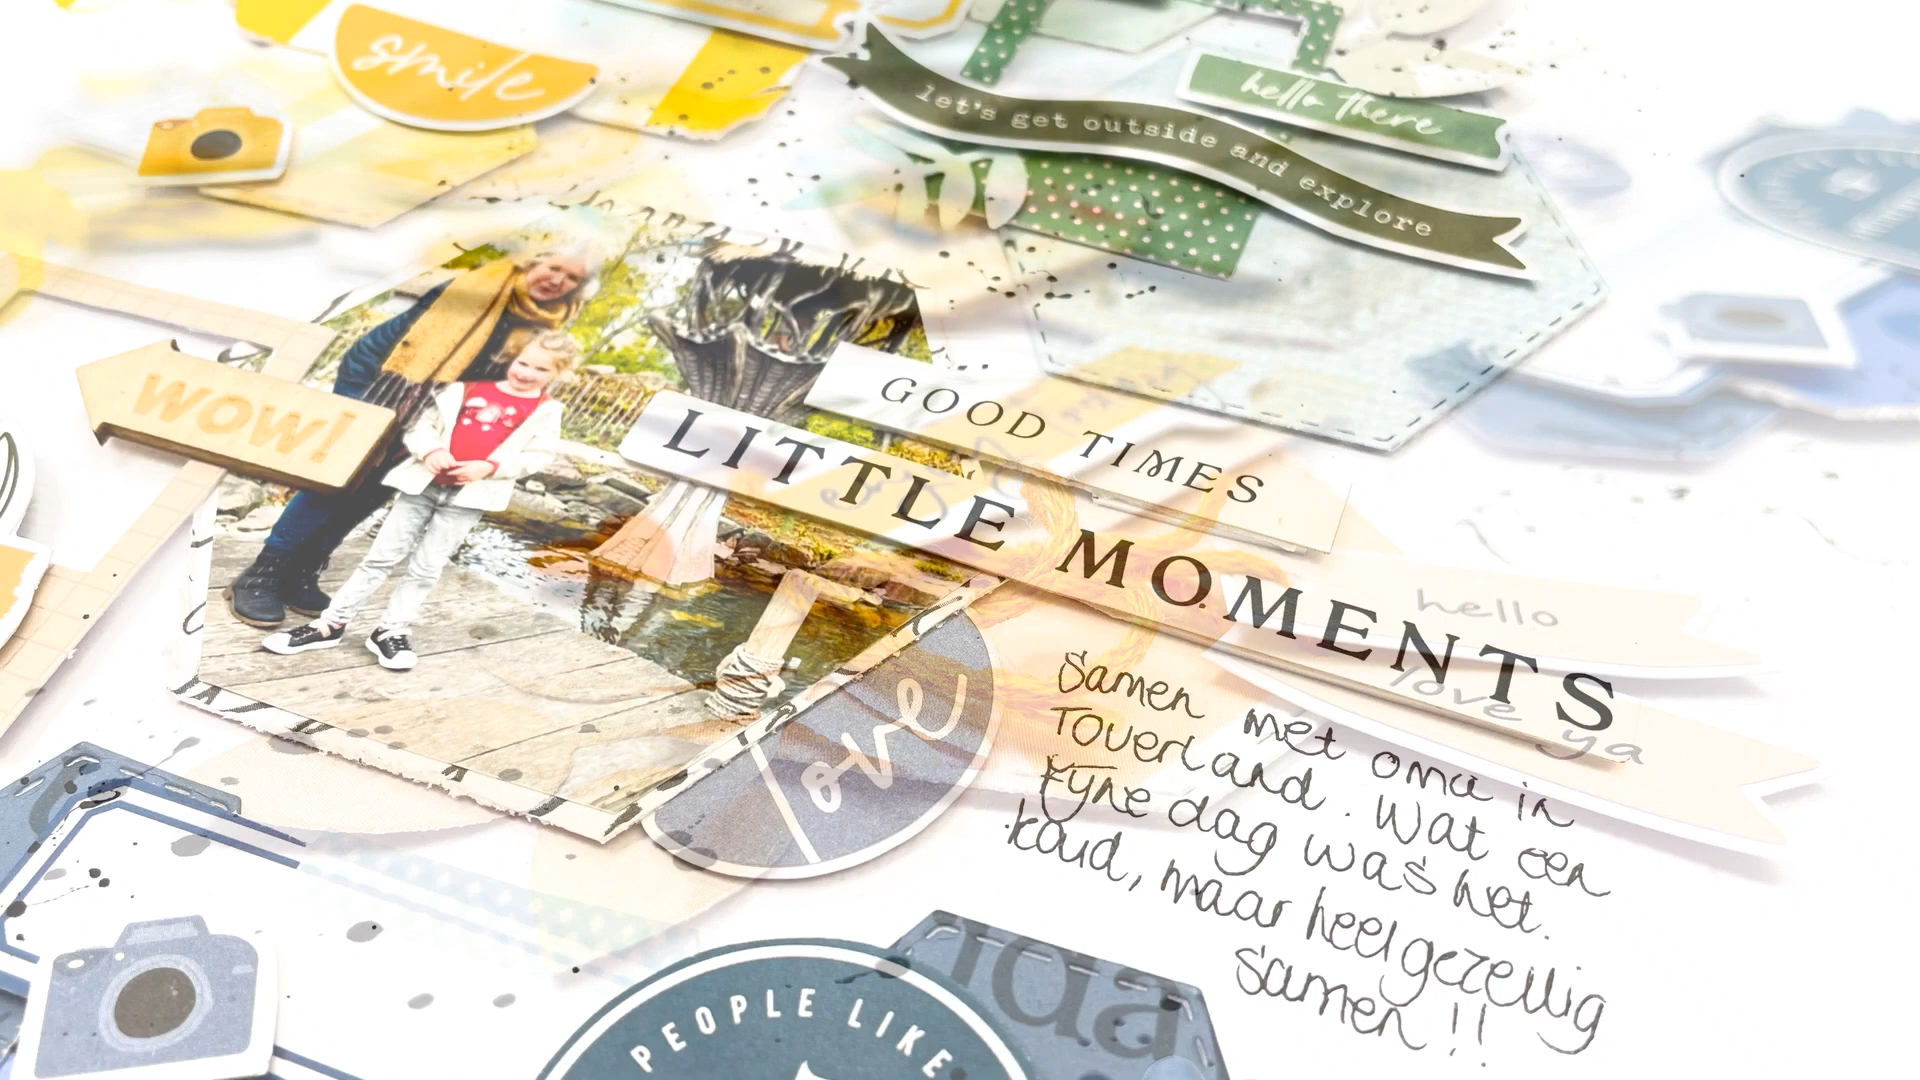 smile
hello there
let's get outside and explore
wow!
GOOD TIMES
LITTLE MOMENTS
hello
love ya
love
Samen met oma in
Toverland. Wat een
fijne dag was het.
koud, maar heel gezellig
samen!!
PEOPLE LIKE